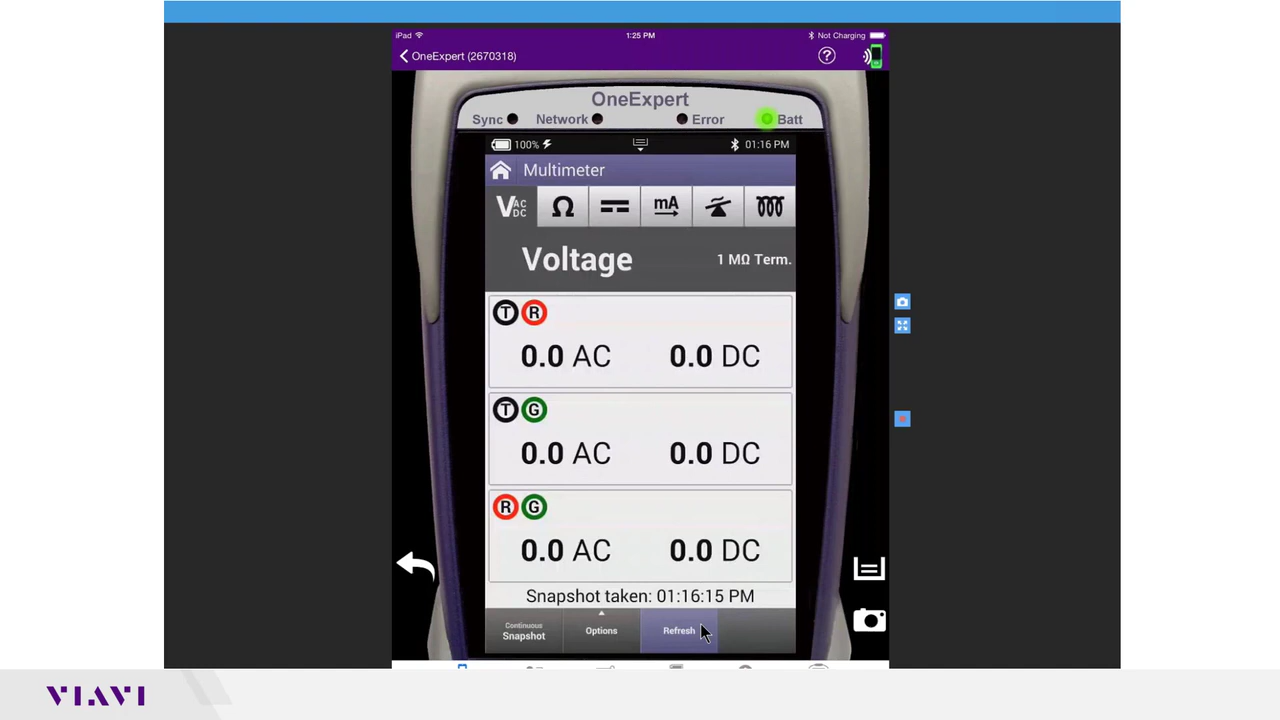 iPad 1:25 PM Not Charging
OneExpert (2670318) ?
OneExpert
Sync Network Error Batt
100% 01:16 PM
Multimeter
V AC DC Ω mA
Voltage 1 MΩ Term.
T R
0.0 AC 0.0 DC
T G
0.0 AC 0.0 DC
R G
0.0 AC 0.0 DC
Snapshot taken: 01:16:15 PM
Continuous
Snapshot Options Refresh
VIAVI